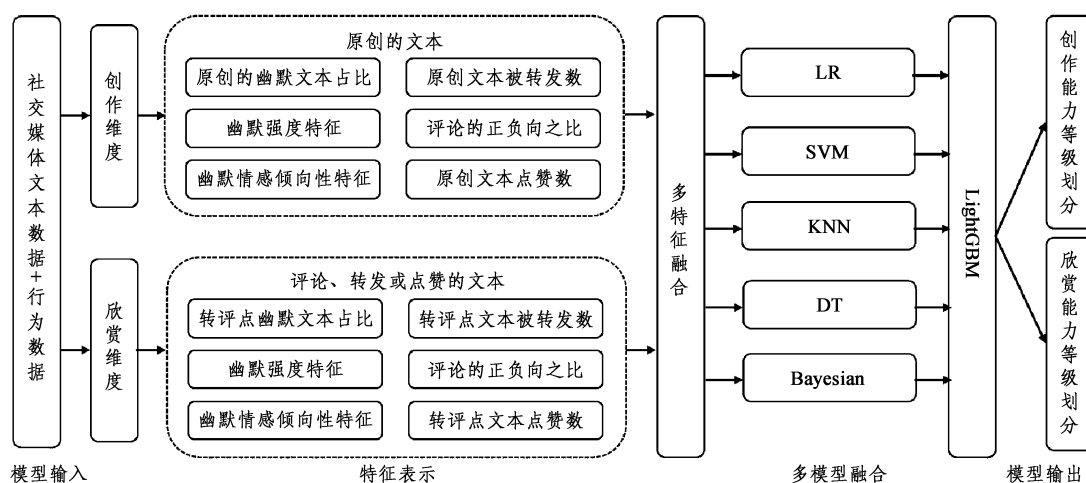 社交媒体文本数据+行为数据
创作维度
欣赏维度
原创的文本
原创的幽默文本占比
原创文本被转发数
幽默强度特征
评论的正负向之比
幽默情感倾向性特征
原创文本点赞数
评论、转发或点赞的文本
转评点幽默文本占比
转评点文本被转发数
幽默强度特征
评论的正负向之比
幽默情感倾向性特征
转评点文本点赞数
多特征融合
LR
SVM
KNN
DT
Bayesian
LightGBM
创作能力等级划分
欣赏能力等级划分
模型输入
特征表示
多模型融合
模型输出